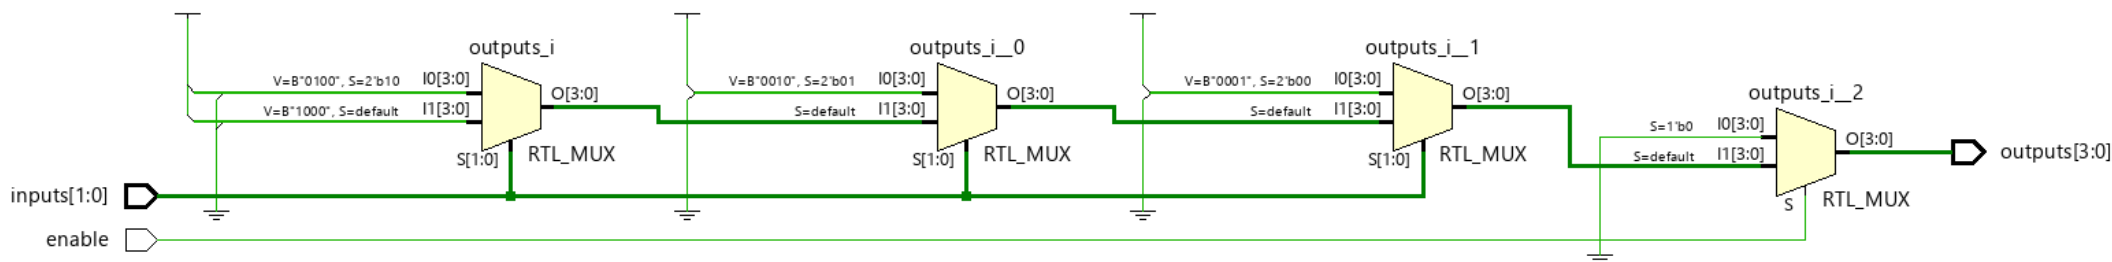 outputs_i
V=B"0100", S=2'b10 I0[3:0]
V=B"1000", S=default I1[3:0]
O[3:0]
S[1:0]
RTL_MUX
outputs_i__0
V=B"0010", S=2'b01 I0[3:0]
S=default I1[3:0]
O[3:0]
S[1:0]
RTL_MUX
outputs_i__1
V=B"0001", S=2'b00 I0[3:0]
S=default I1[3:0]
O[3:0]
S[1:0]
RTL_MUX
outputs_i__2
S=1'b0 I0[3:0]
S=default I1[3:0]
O[3:0]
S
RTL_MUX
outputs[3:0]
inputs[1:0]
enable